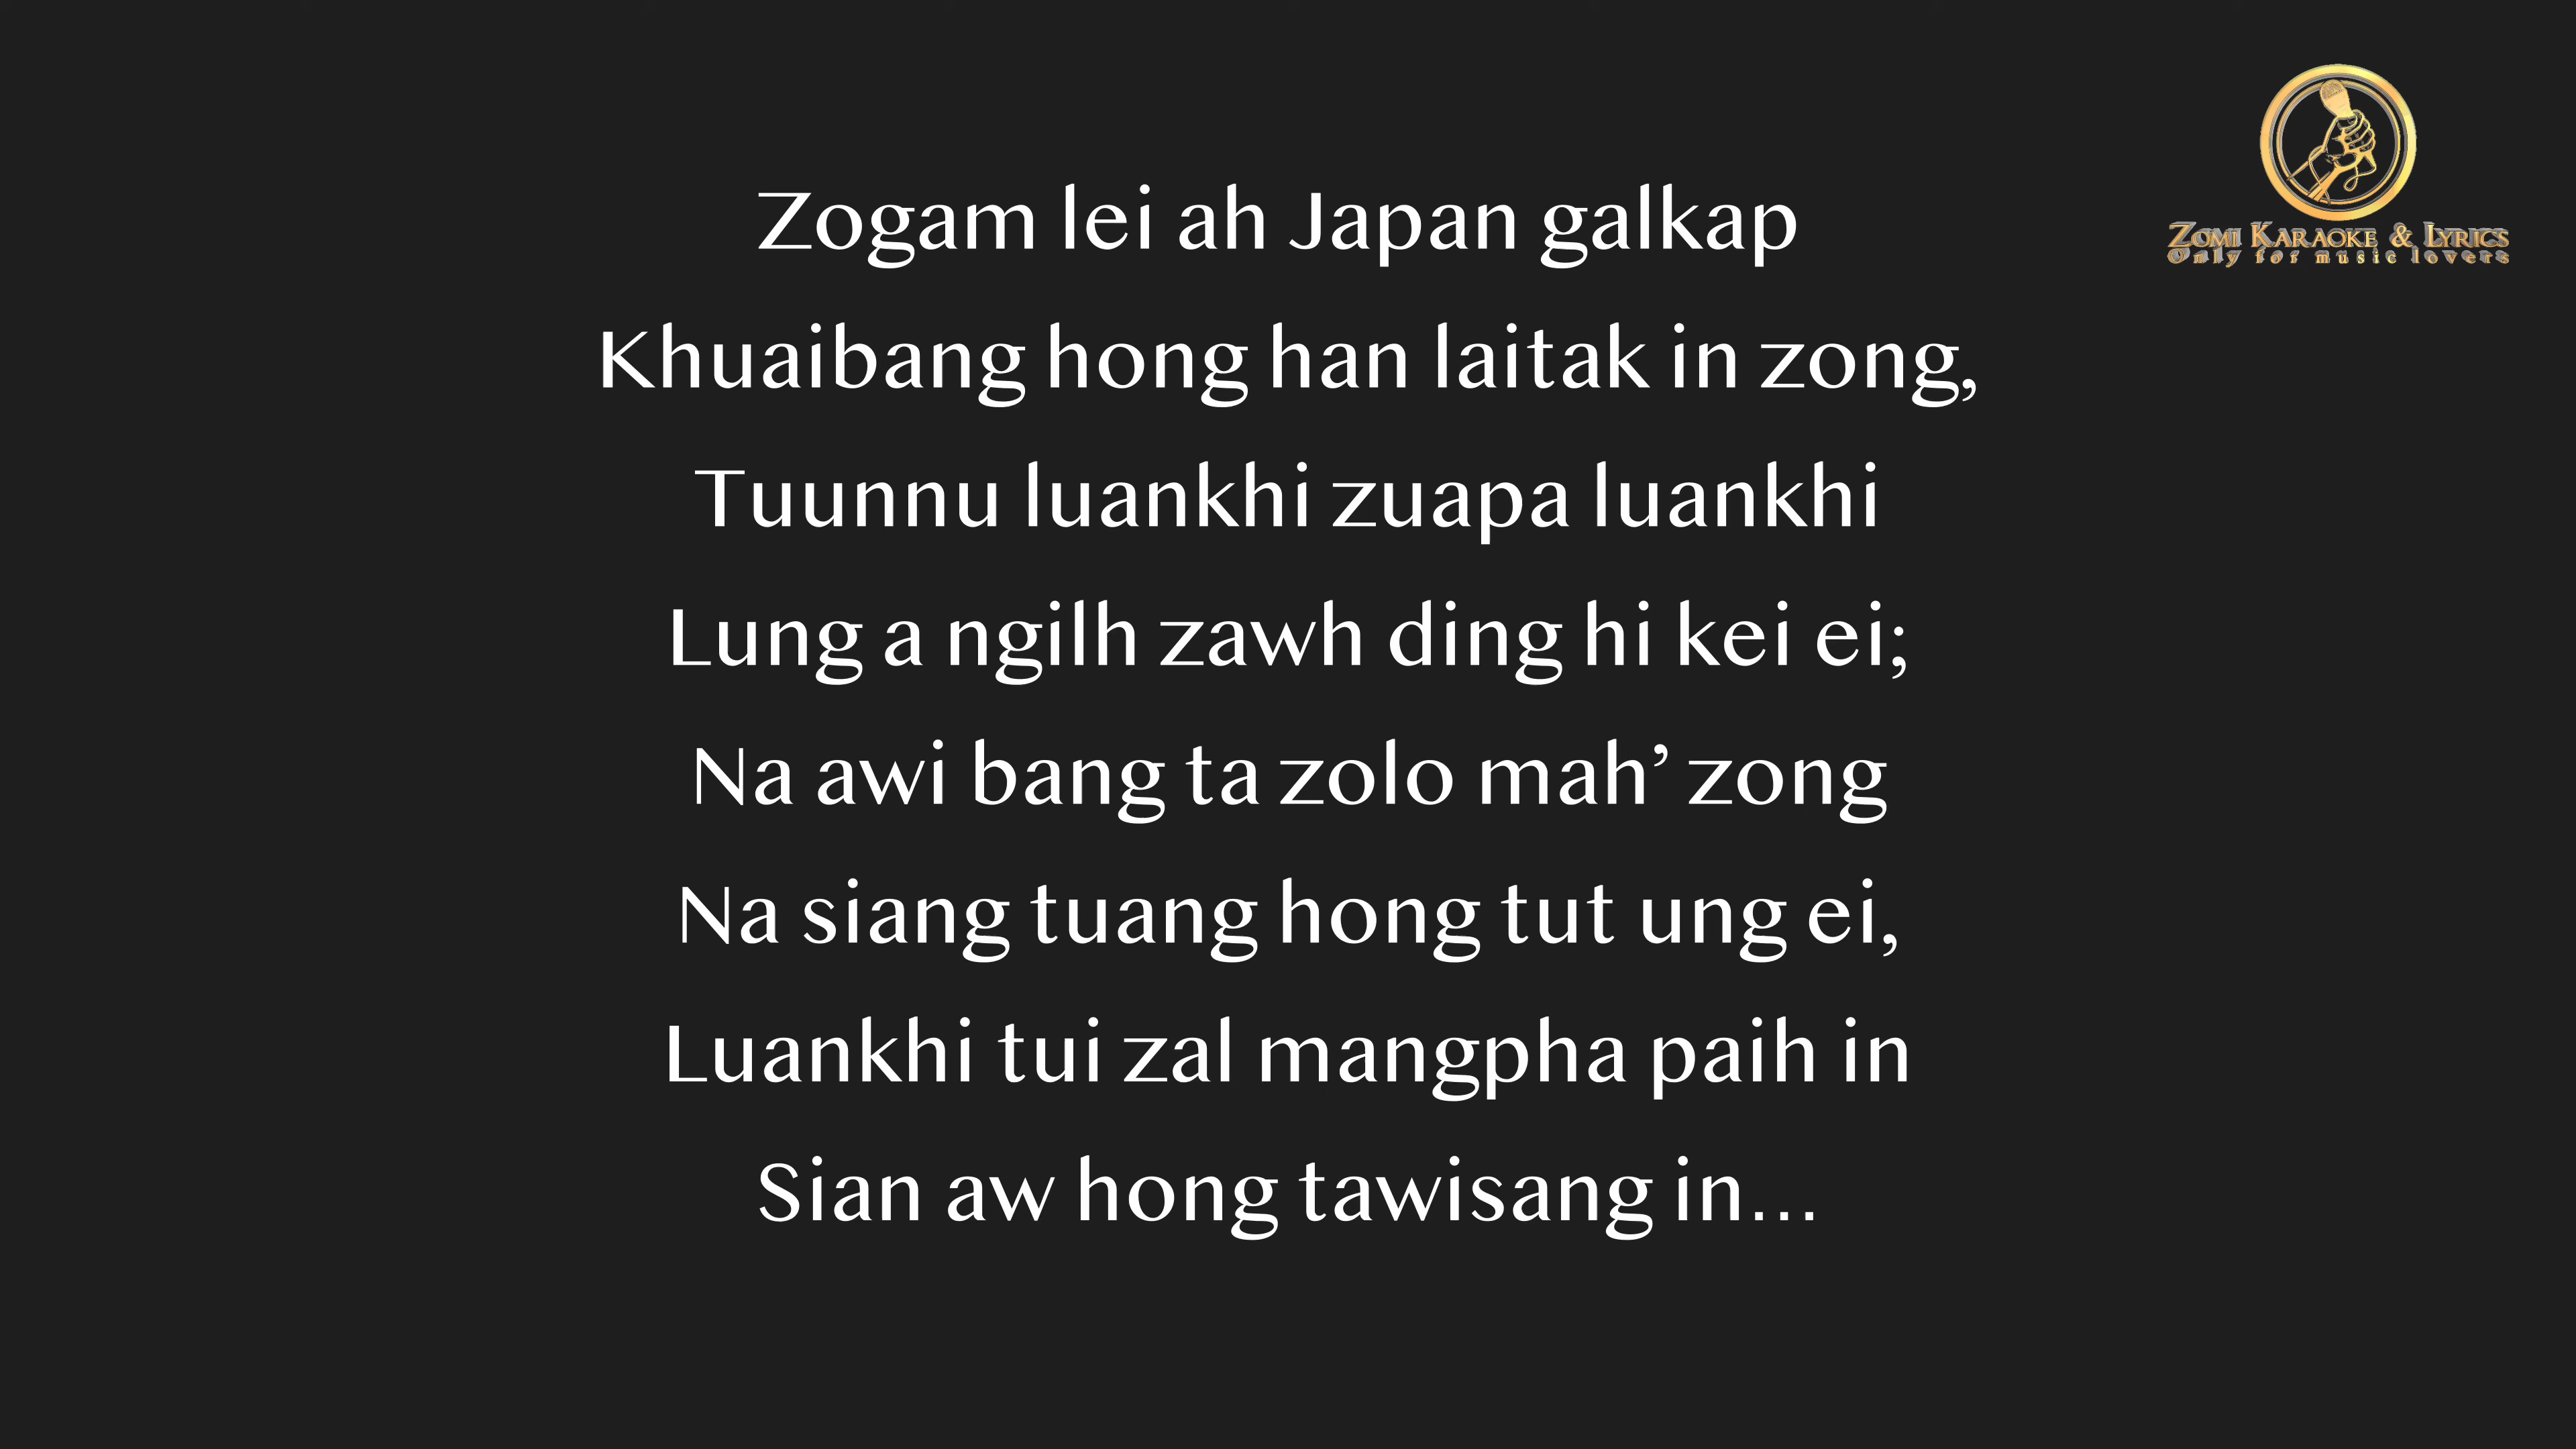 Zogam lei ah Japan galkap
Khuaibang hong han laitak in zong,
Tuunnu luankhi zuapa luankhi
Lung a ngilh zawh ding hi kei ei;
Na awi bang ta zolo mah’ zong
Na siang tuang hong tut ung ei,
Luankhi tui zal mangpha paih in
Sian aw hong tawisang in...
Zomi Karaoke & Lyrics
Only for music lovers